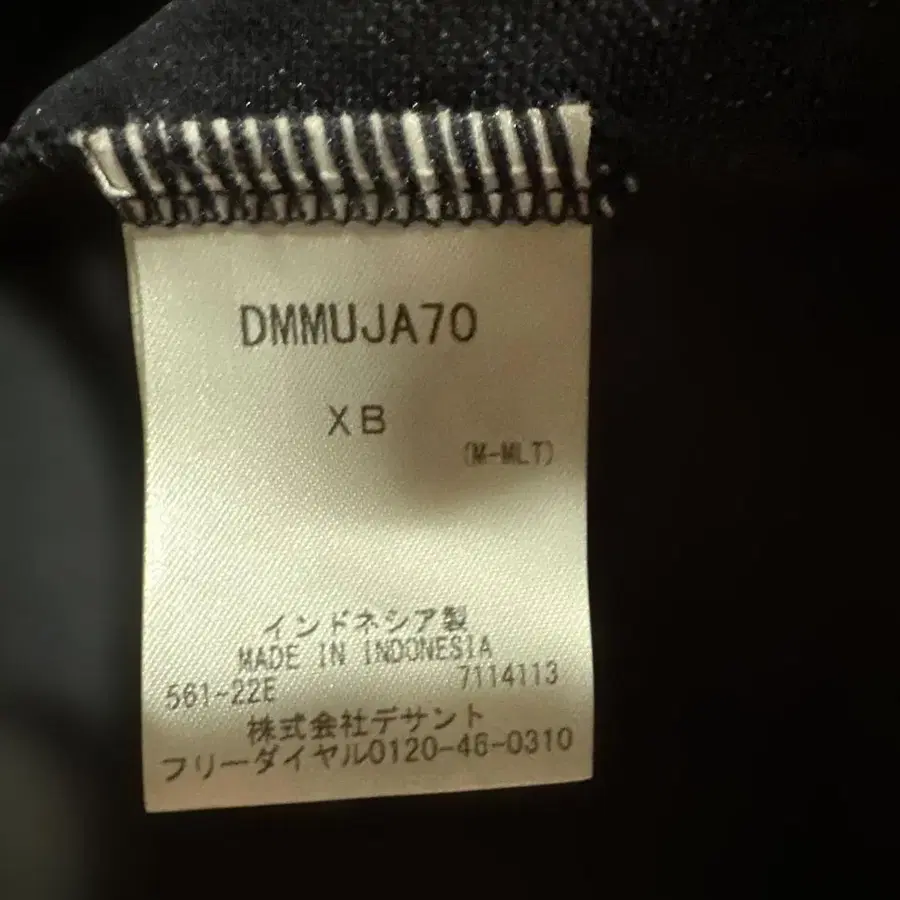 DMMUJA70
XB
(M-MLT)
インドネシア製
MADE IN INDONESIA
561-22E 7114113
株式会社デサント
フリーダイヤル0120-46-0310